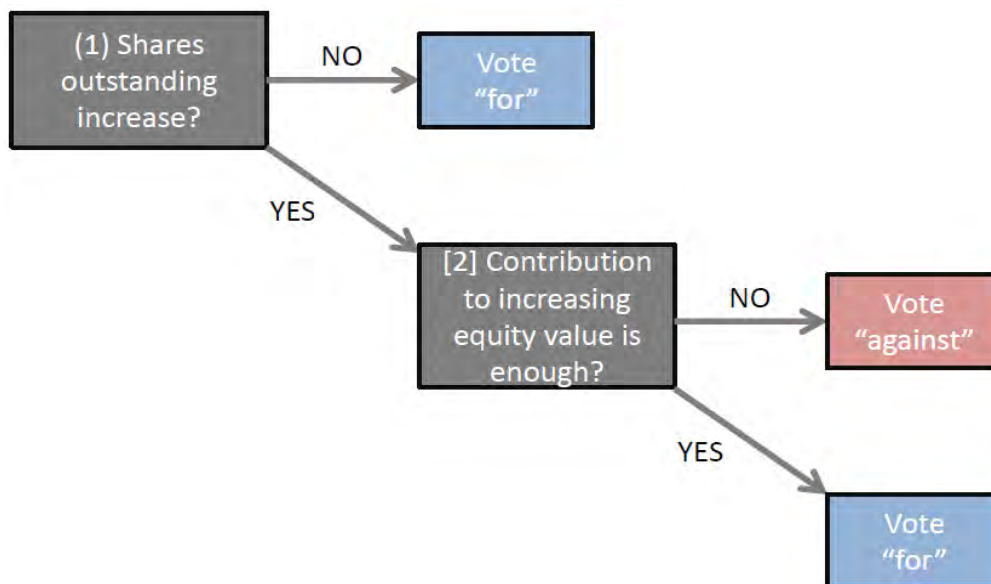 (1) Shares
outstanding
increase?
NO
Vote
“for”
YES
[2] Contribution
to increasing
equity value is
enough?
NO
Vote
“against”
YES
Vote
“for”